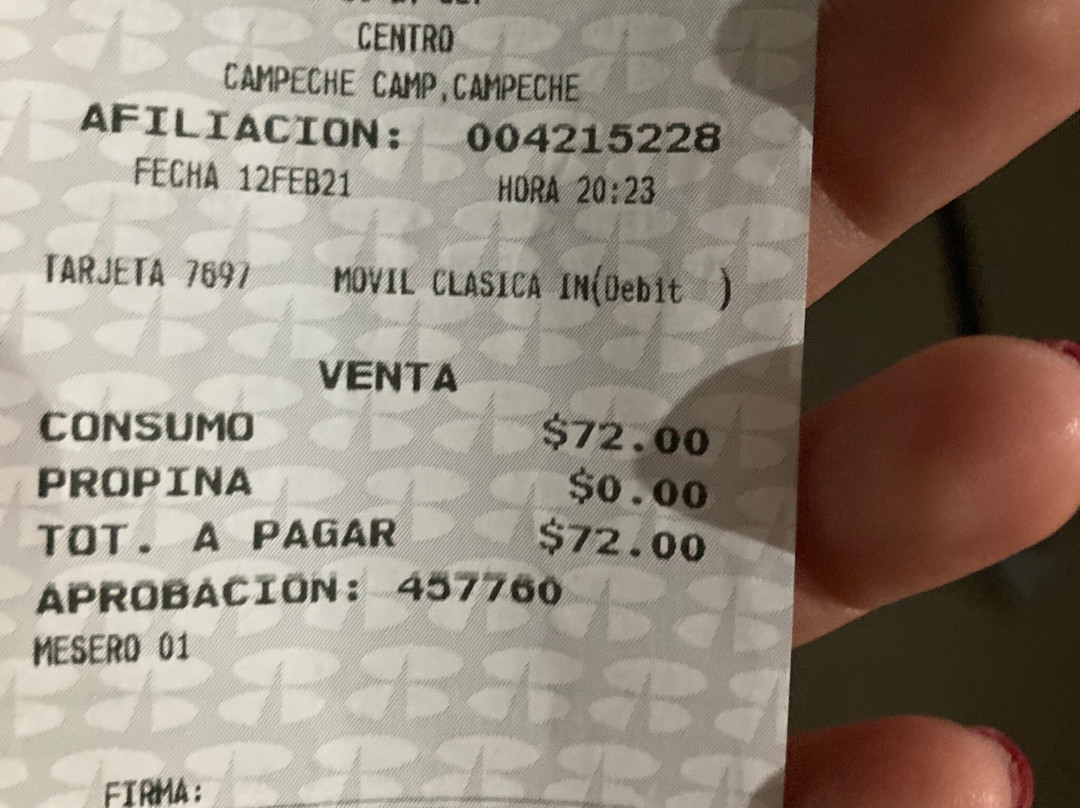 CENTRO
CAMPECHE CAMP,CAMPECHE
AFILIACION: 004215228
FECHA 12FEB21 HORA 20:23
TARJETA 7697 MOVIL CLASICA IN(Debit )
VENTA
CONSUMO $72.00
PROPINA $0.00
TOT. A PAGAR $72.00
APROBACION: 457760
MESERO 01
FIRMA: